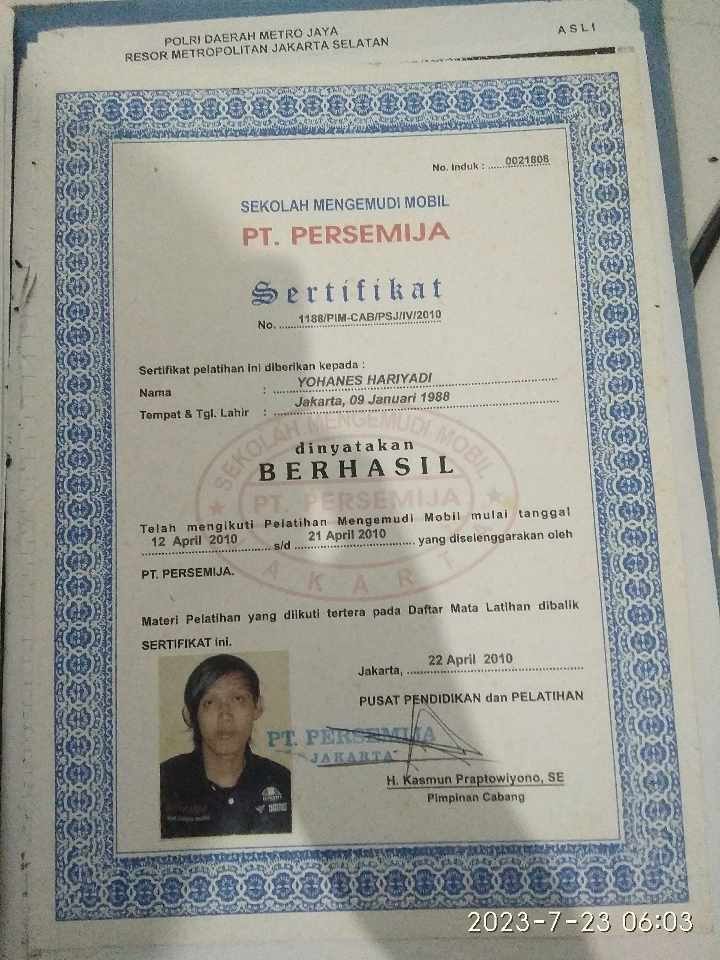 POLRI DAERAH METRO JAYA
RESOR METROPOLITAN JAKARTA SELATAN
ASLI
No. Induk : ......0021808
SEKOLAH MENGEMUDI MOBIL
PT. PERSEMIJA
Sertifikat
No. ......1188/PIM-CAB/PSJ/IV/2010
Sertifikat pelatihan ini diberikan kepada :
Nama : YOHANES HARIYADI
Tempat & Tgl. Lahir : Jakarta, 09 Januari 1988
dinyatakan
BERHASIL
SEKOLAH MENGEMUDI MOBIL
PT. PERSEMIJA
JAKARTA
Telah mengikuti Pelatihan Mengemudi Mobil mulai tanggal
12 April 2010 s/d 21 April 2010 yang diselenggarakan oleh
PT. PERSEMIJA.
Materi Pelatihan yang diikuti tertera pada Daftar Mata Latihan dibalik
SERTIFIKAT ini.
Jakarta, 22 April 2010
PUSAT PENDIDIKAN dan PELATIHAN
PT. PERSEMIJA
JAKARTA
H. Kasmun Praptowiyono, SE
Pimpinan Cabang
2023-7-23 06:03